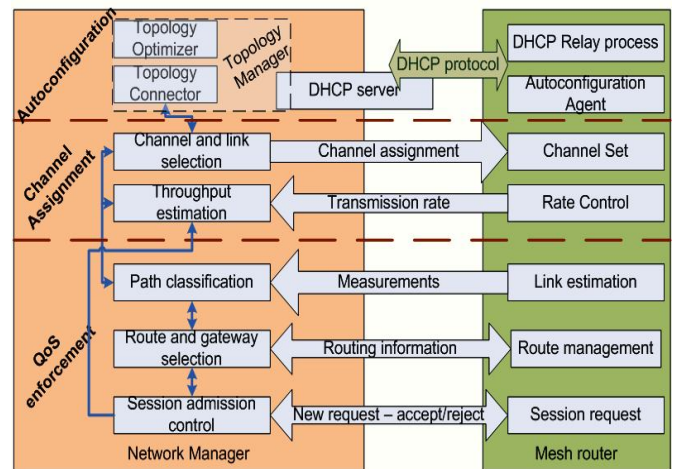 Autoconfiguration
Topology
Optimizer
Topology
Connector
Topology
Manager
DHCP server
DHCP protocol
DHCP Relay process
Autoconfiguration
Agent
Channel
Assignment
Channel and link
selection
Channel assignment
Channel Set
Throughput
estimation
Transmission rate
Rate Control
QoS
enforcement
Path classification
Measurements
Link estimation
Route and gateway
selection
Routing information
Route management
Session admission
control
New request – accept/reject
Session request
Network Manager
Mesh router